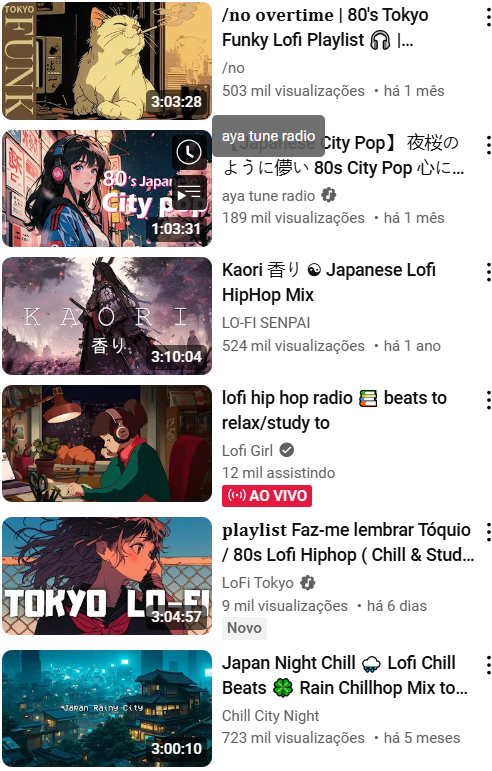 TOKYO
FUNK
3:03:28
/no overtime | 80's Tokyo
Funky Lofi Playlist 🎧 |...
/no
503 mil visualizações • há 1 mês
aya tune radio
80's Japanese
City pop
1:03:31
City Pop】 夜桜の
ように儚い 80s City Pop 心に...
aya tune radio
189 mil visualizações • há 1 mês
KAORI
香り
3:10:04
Kaori 香り ☯ Japanese Lofi
HipHop Mix
LO-FI SENPAI
524 mil visualizações • há 1 ano
lofi hip hop radio 📚 beats to
relax/study to
Lofi Girl
12 mil assistindo
AO VIVO
TOKYO LO-FI
3:04:57
playlist Faz-me lembrar Tóquio
/ 80s Lofi Hiphop ( Chill & Stud...
LoFi Tokyo
9 mil visualizações • há 6 dias
Novo
Japan Rainy City
3:00:10
Japan Night Chill 🌧 Lofi Chill
Beats 🍀 Rain Chillhop Mix to...
Chill City Night
723 mil visualizações • há 5 meses